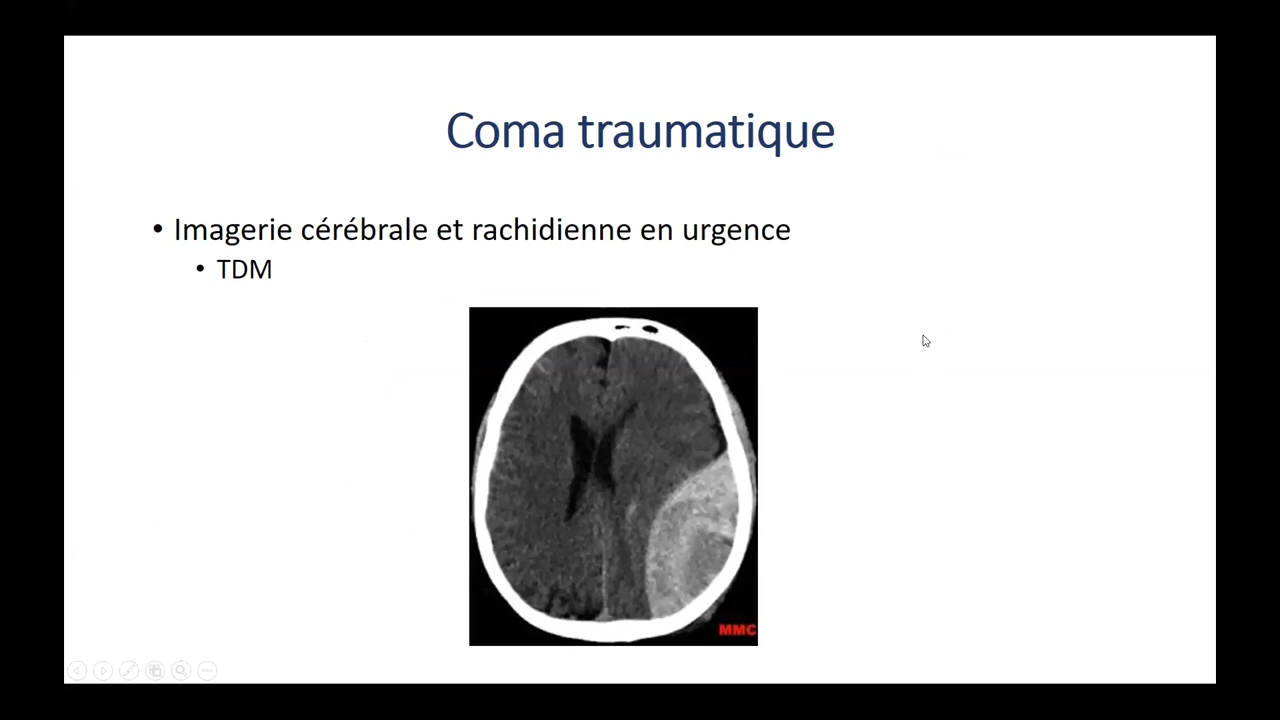 Coma traumatique
• Imagerie cérébrale et rachidienne en urgence
• TDM
MMC